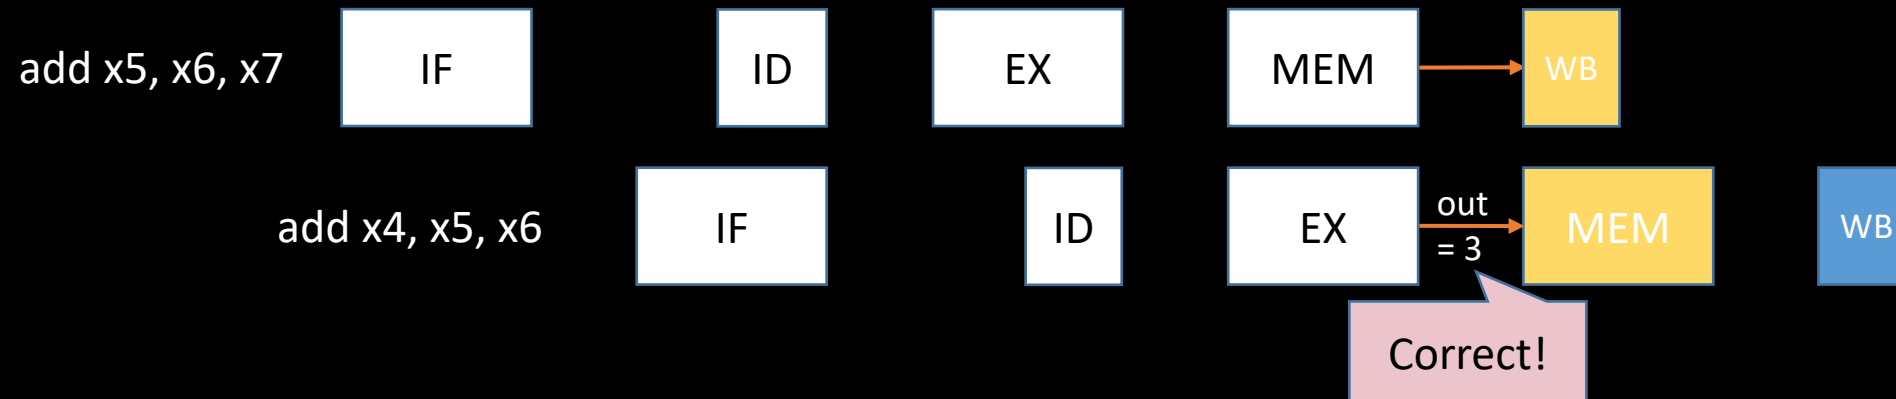 add x5, x6, x7 IF ID EX MEM WB
add x4, x5, x6 IF ID EX out = 3 MEM WB
Correct!